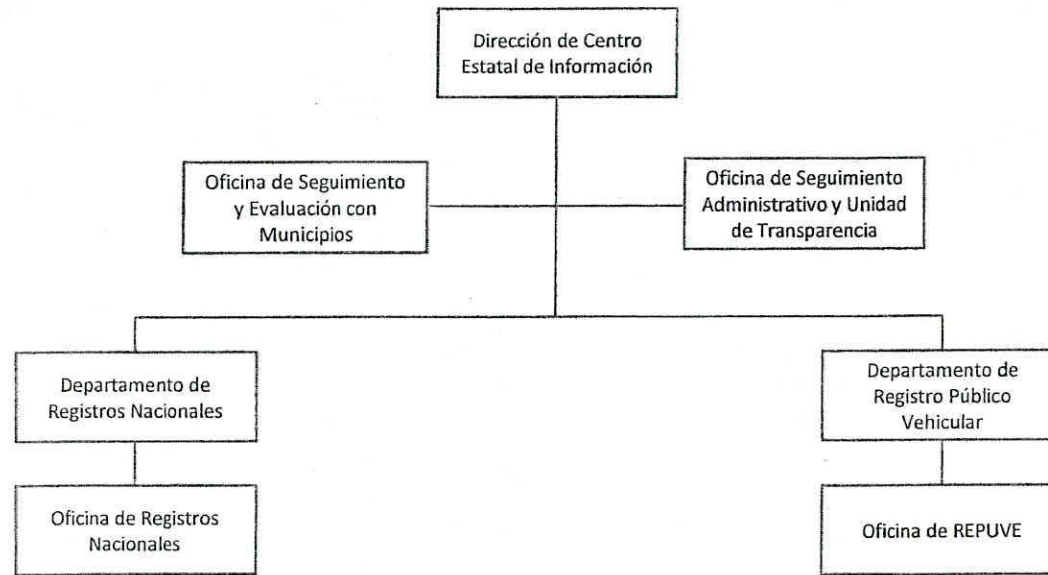 Dirección de Centro
Estatal de Información
Oficina de Seguimiento
y Evaluación con
Municipios
Oficina de Seguimiento
Administrativo y Unidad
de Transparencia
Departamento de
Registros Nacionales
Departamento de
Registro Público
Vehicular
Oficina de Registros
Nacionales
Oficina de REPUVE